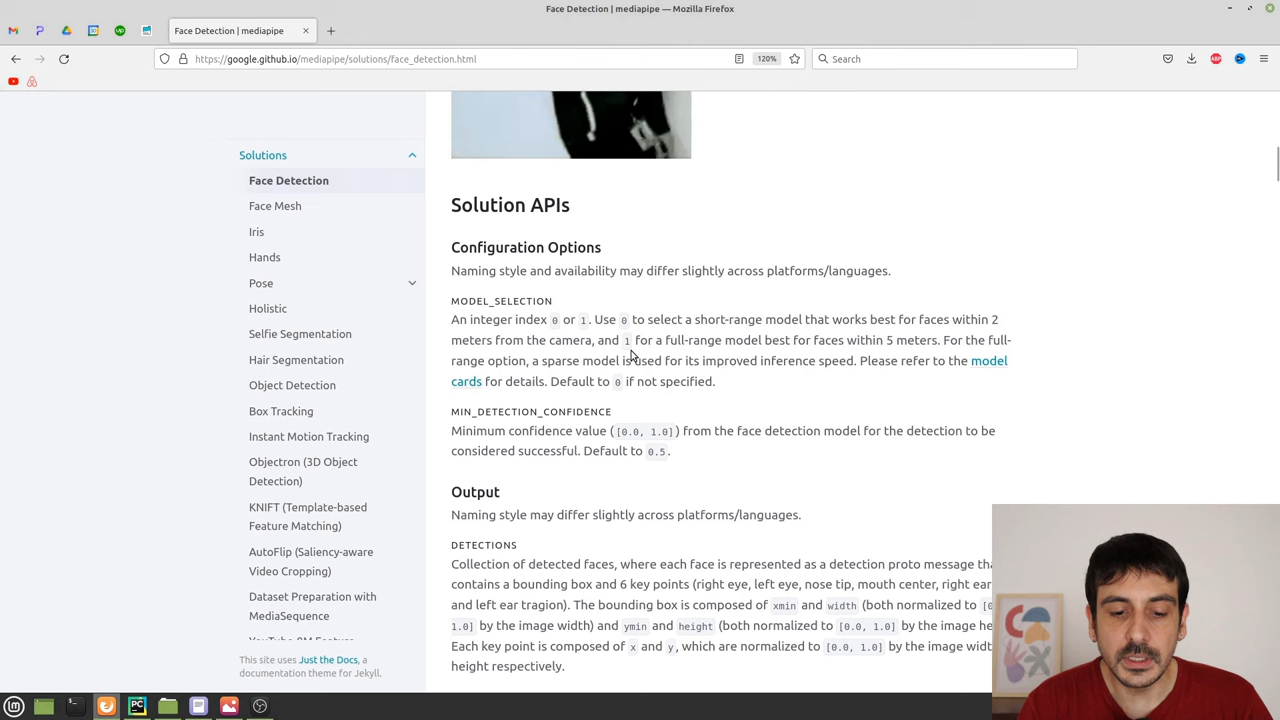 Face Detection | mediapipe — Mozilla Firefox
Face Detection | mediapipe
https://google.github.io/mediapipe/solutions/face_detection.html
120%
Search
Solutions
Face Detection
Face Mesh
Iris
Hands
Pose
Holistic
Selfie Segmentation
Hair Segmentation
Object Detection
Box Tracking
Instant Motion Tracking
Objectron (3D Object
Detection)
KNIFT (Template-based
Feature Matching)
AutoFlip (Saliency-aware
Video Cropping)
Dataset Preparation with
MediaSequence
This site uses Just the Docs, a
documentation theme for Jekyll.
Solution APIs
Configuration Options
Naming style and availability may differ slightly across platforms/languages.
MODEL_SELECTION
An integer index 0 or 1. Use 0 to select a short-range model that works best for faces within 2
meters from the camera, and 1 for a full-range model best for faces within 5 meters. For the full-
range option, a sparse model is used for its improved inference speed. Please refer to the model
cards for details. Default to 0 if not specified.
MIN_DETECTION_CONFIDENCE
Minimum confidence value ([0.0, 1.0]) from the face detection model for the detection to be
considered successful. Default to 0.5.
Output
Naming style may differ slightly across platforms/languages.
DETECTIONS
Collection of detected faces, where each face is represented as a detection proto message
contains a bounding box and 6 key points (right eye, left eye, nose tip, mouth center, right ear
and left ear tragion). The bounding box is composed of xmin and width (both normalized to
1.0] by the image width) and ymin and height (both normalized to [0.0, 1.0] by the image
Each key point is composed of x and y, which are normalized to [0.0, 1.0] by the image
height respectively.